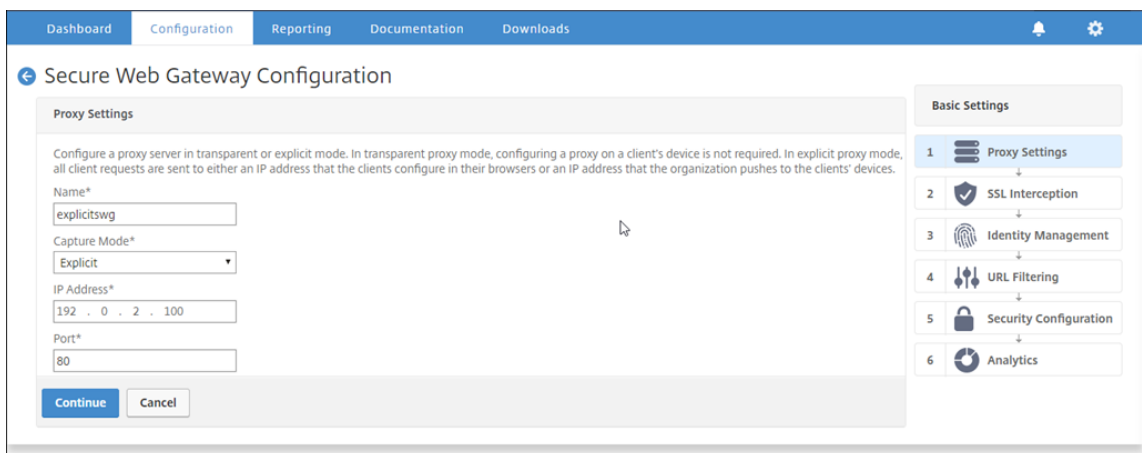 Dashboard Configuration Reporting Documentation Downloads
Secure Web Gateway Configuration
Proxy Settings
Configure a proxy server in transparent or explicit mode. In transparent proxy mode, configuring a proxy on a client's device is not required. In explicit proxy mode,
all client requests are sent to either an IP address that the clients configure in their browsers or an IP address that the organization pushes to the clients' devices.
Name*
explicitswg
Capture Mode*
Explicit
IP Address*
192 . 0 . 2 . 100
Port*
80
Continue Cancel
Basic Settings
1 Proxy Settings
2 SSL Interception
3 Identity Management
4 URL Filtering
5 Security Configuration
6 Analytics